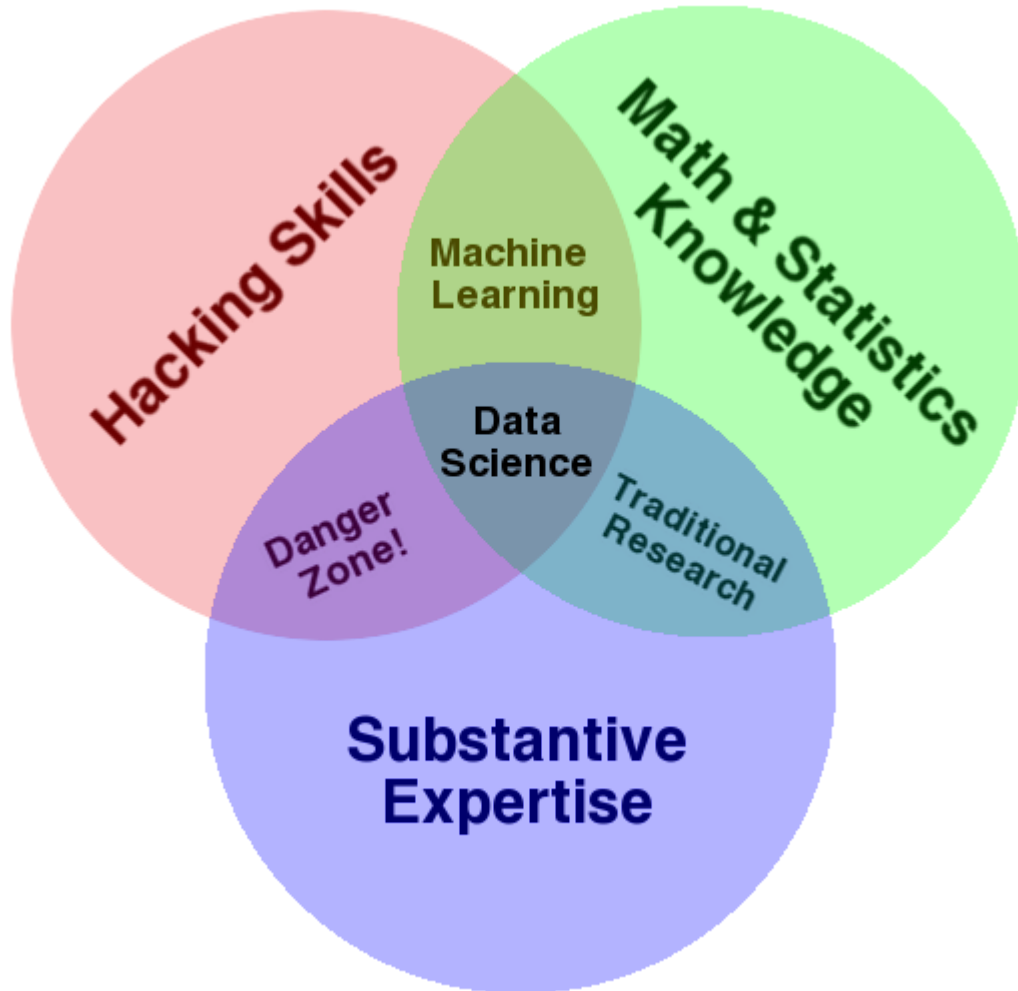 Hacking Skills
Math & Statistics
Knowledge
Machine
Learning
Data
Science
Danger
Zone!
Traditional
Research
Substantive
Expertise